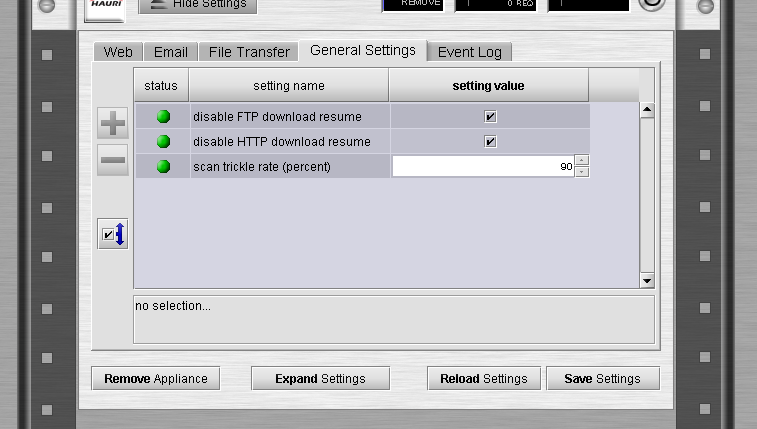 HAURI
Hide Settings
REMOVE
0 REQ
Web
Email
File Transfer
General Settings
Event Log
status
setting name
setting value
disable FTP download resume
disable HTTP download resume
scan trickle rate (percent)
90
no selection...
Remove Appliance
Expand Settings
Reload Settings
Save Settings